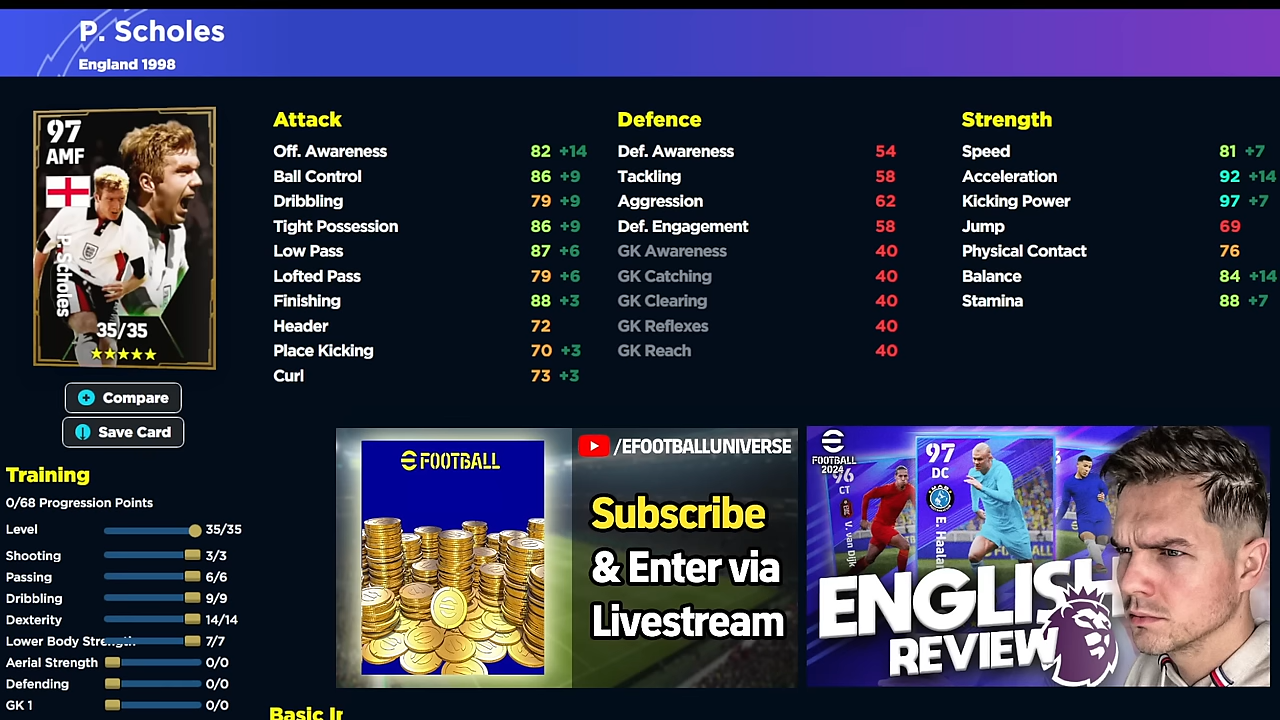 P. Scholes
England 1998
97
AMF
P. Scholes
35/35
Compare
Save Card
Training
0/68 Progression Points
Level 35/35
Shooting 3/3
Passing 6/6
Dribbling 9/9
Dexterity 14/14
Lower Body Strength 7/7
Aerial Strength 0/0
Defending 0/0
GK 1 0/0
Attack
Off. Awareness 82 +14
Ball Control 86 +9
Dribbling 79 +9
Tight Possession 86 +9
Low Pass 87 +6
Lofted Pass 79 +6
Finishing 88 +3
Header 72
Place Kicking 70 +3
Curl 73 +3
Defence
Def. Awareness 54
Tackling 58
Aggression 62
Def. Engagement 58
GK Awareness 40
GK Catching 40
GK Clearing 40
GK Reflexes 40
GK Reach 40
Strength
Speed 81 +7
Acceleration 92 +14
Kicking Power 97 +7
Jump 69
Physical Contact 76
Balance 84 +14
Stamina 88 +7
eFOOTBALL
/EFOOTBALLUNIVERSE
Subscribe
& Enter via
Livestream
FOOTBALL
2024
96
CT
V. van Dijk
97
DC
E. Haala
ENGLISH
REVIEW
Basic Ir